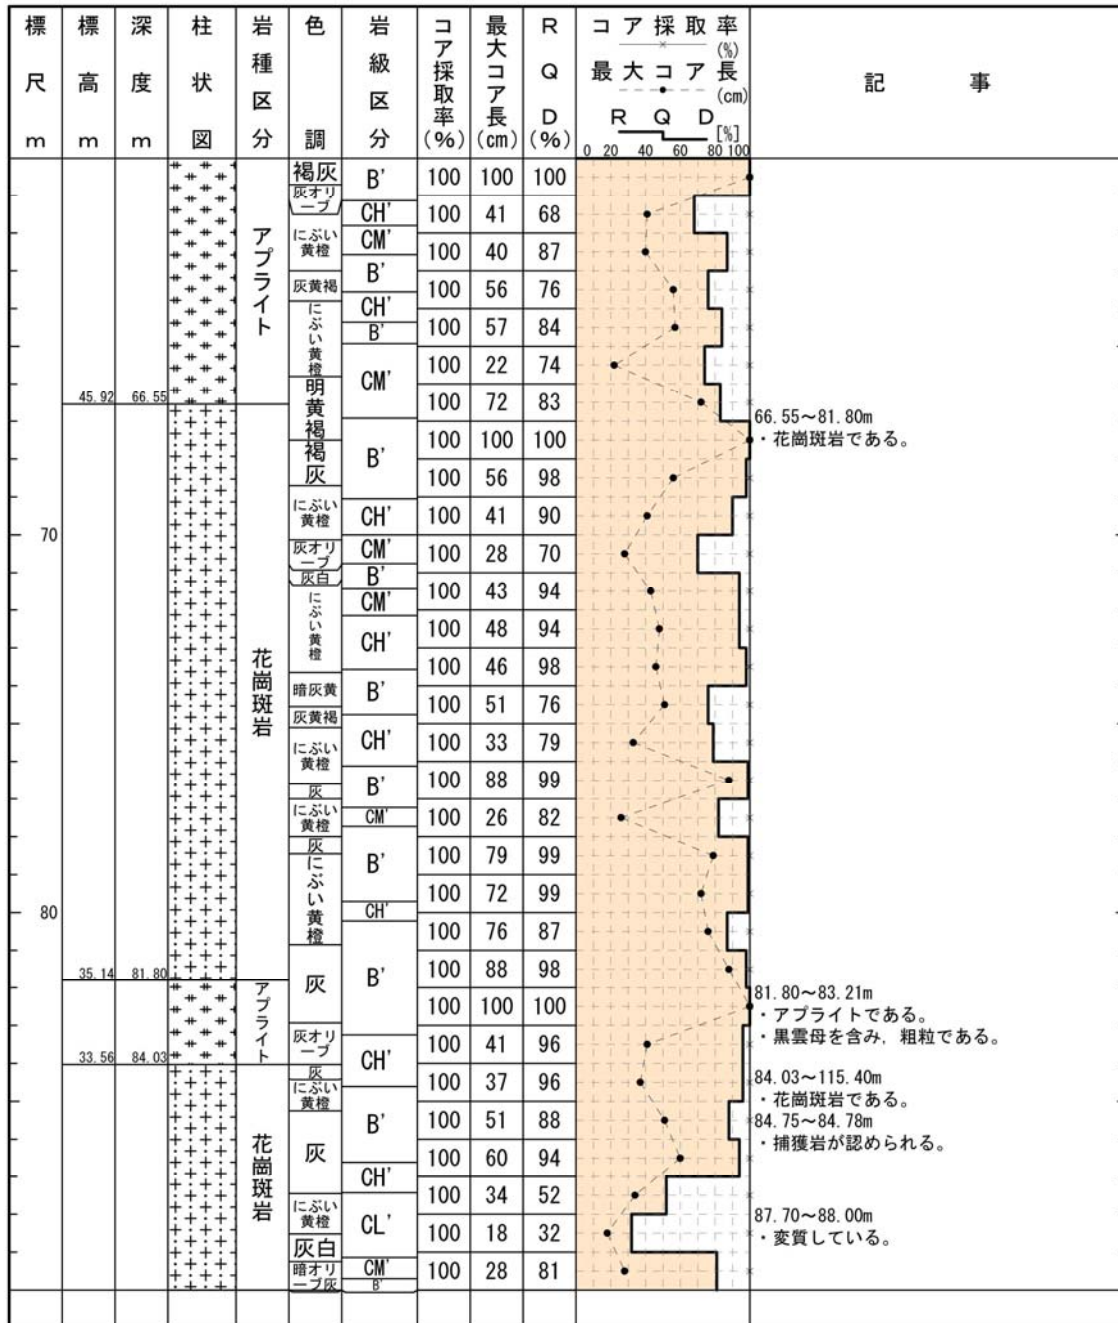 標尺m
標高m
深度m
柱状図
岩種区分
色調
岩級区分
コア採取率(%)
最大コア長(cm)
RQD(%)
コア採取率
(%)
最大コア長
(cm)
RQD
[%]
0 20 40 60 80 100
記事
褐灰
灰オリーブ
にぶい黄橙
灰黄褐
にぶい黄橙
明黄褐
褐灰
にぶい黄橙
灰オリーブ
灰白
にぶい黄橙
暗灰黄
灰黄褐
にぶい黄橙
灰
にぶい黄橙
灰
にぶい黄橙
灰
灰オリーブ
灰
にぶい黄橙
灰
にぶい黄橙
灰白
暗オリーブ灰
アプライト
花崗斑岩
アプライト
花崗斑岩
B'
CH'
CM'
B'
CH'
B'
CM'
B'
CH'
CM'
B'
CM'
CH'
B'
CH'
B'
CM'
B'
CH'
B'
CH'
B'
CH'
CL'
CM'
B'
100 100 100
100 41 68
100 40 87
100 56 76
100 57 84
100 22 74
100 72 83
100 100 100
100 56 98
100 41 90
100 28 70
100 43 94
100 48 94
100 46 98
100 51 76
100 33 79
100 88 99
100 26 82
100 79 99
100 72 99
100 76 87
100 88 98
100 100 100
100 41 96
100 37 96
100 51 88
100 60 94
100 34 52
100 18 32
100 28 81
45.92 66.55
70
80
35.14 81.80
33.56 84.03
66.55～81.80m
・花崗斑岩である。
81.80～83.21m
・アプライトである。
・黒雲母を含み，粗粒である。
84.03～115.40m
・花崗斑岩である。
84.75～84.78m
・捕獲岩が認められる。
87.70～88.00m
・変質している。